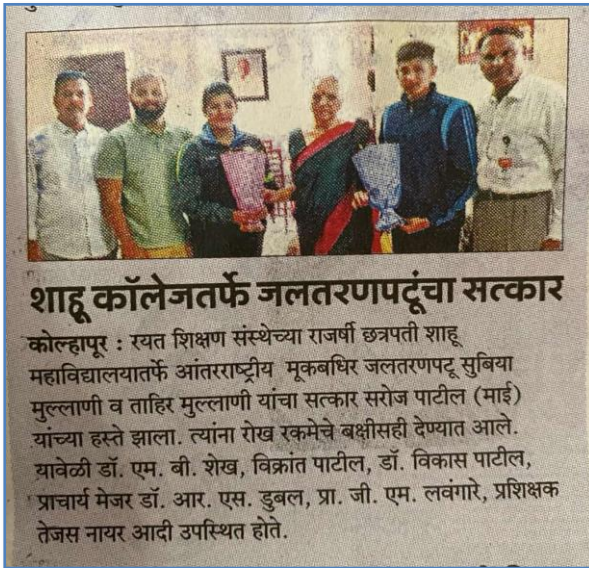 शाहू कॉलेजतर्फे जलतरणपटूंचा सत्कार
कोल्हापूर : रयत शिक्षण संस्थेच्या राजर्षी छत्रपती शाहू
महाविद्यालयातर्फे आंतरराष्ट्रीय मूकबधिर जलतरणपटू सुबिया
मुल्लाणी व ताहिर मुल्लाणी यांचा सत्कार सरोज पाटील (माई)
यांच्या हस्ते झाला. त्यांना रोख रकमेचे बक्षीसही देण्यात आले.
यावेळी डॉ. एम. बी. शेख, विक्रांत पाटील, डॉ. विकास पाटील,
प्राचार्य मेजर डॉ. आर. एस. डुबल, प्रा. जी. एम. लवंगारे, प्रशिक्षक
तेजस नायर आदी उपस्थित होते.